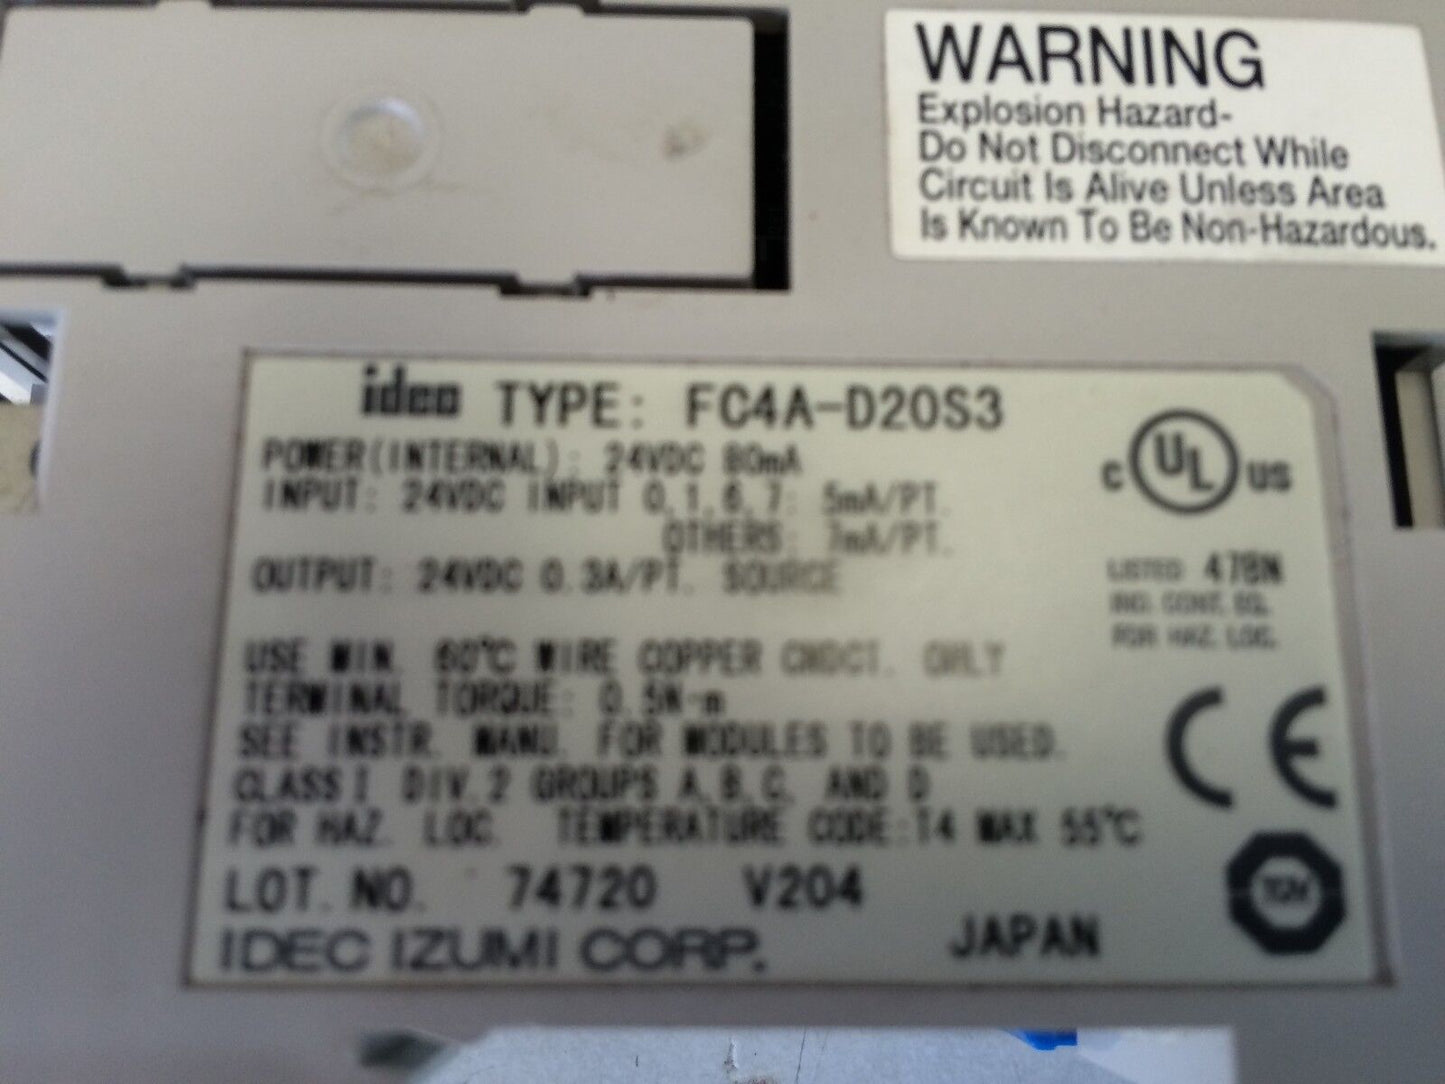 WARNING
Explosion Hazard-
Do Not Disconnect While
Circuit Is Alive Unless Area
Is Known To Be Non-Hazardous.
idec TYPE: FC4A-D20S3
POWER(INTERNAL): 24VDC 80mA
INPUT: 24VDC INPUT 0,1,6,7: 5mA/PT.
OTHERS: 7mA/PT.
OUTPUT: 24VDC 0.3A/PT. SOURCE
C UL US
LISTED 47BN
IND. CONT. EQ.
FOR HAZ. LOC.
USE MIN. 60°C WIRE COPPER CNDCT. ONLY
TERMINAL TORQUE: 0.5N·m
SEE INSTR. MANU. FOR MODULES TO BE USED.
CLASS I DIV.2 GROUPS A,B,C, AND D
FOR HAZ. LOC. TEMPERATURE CODE:T4 MAX 55°C
CE
LOT. NO. 74720 V204
IDEC IZUMI CORP. JAPAN